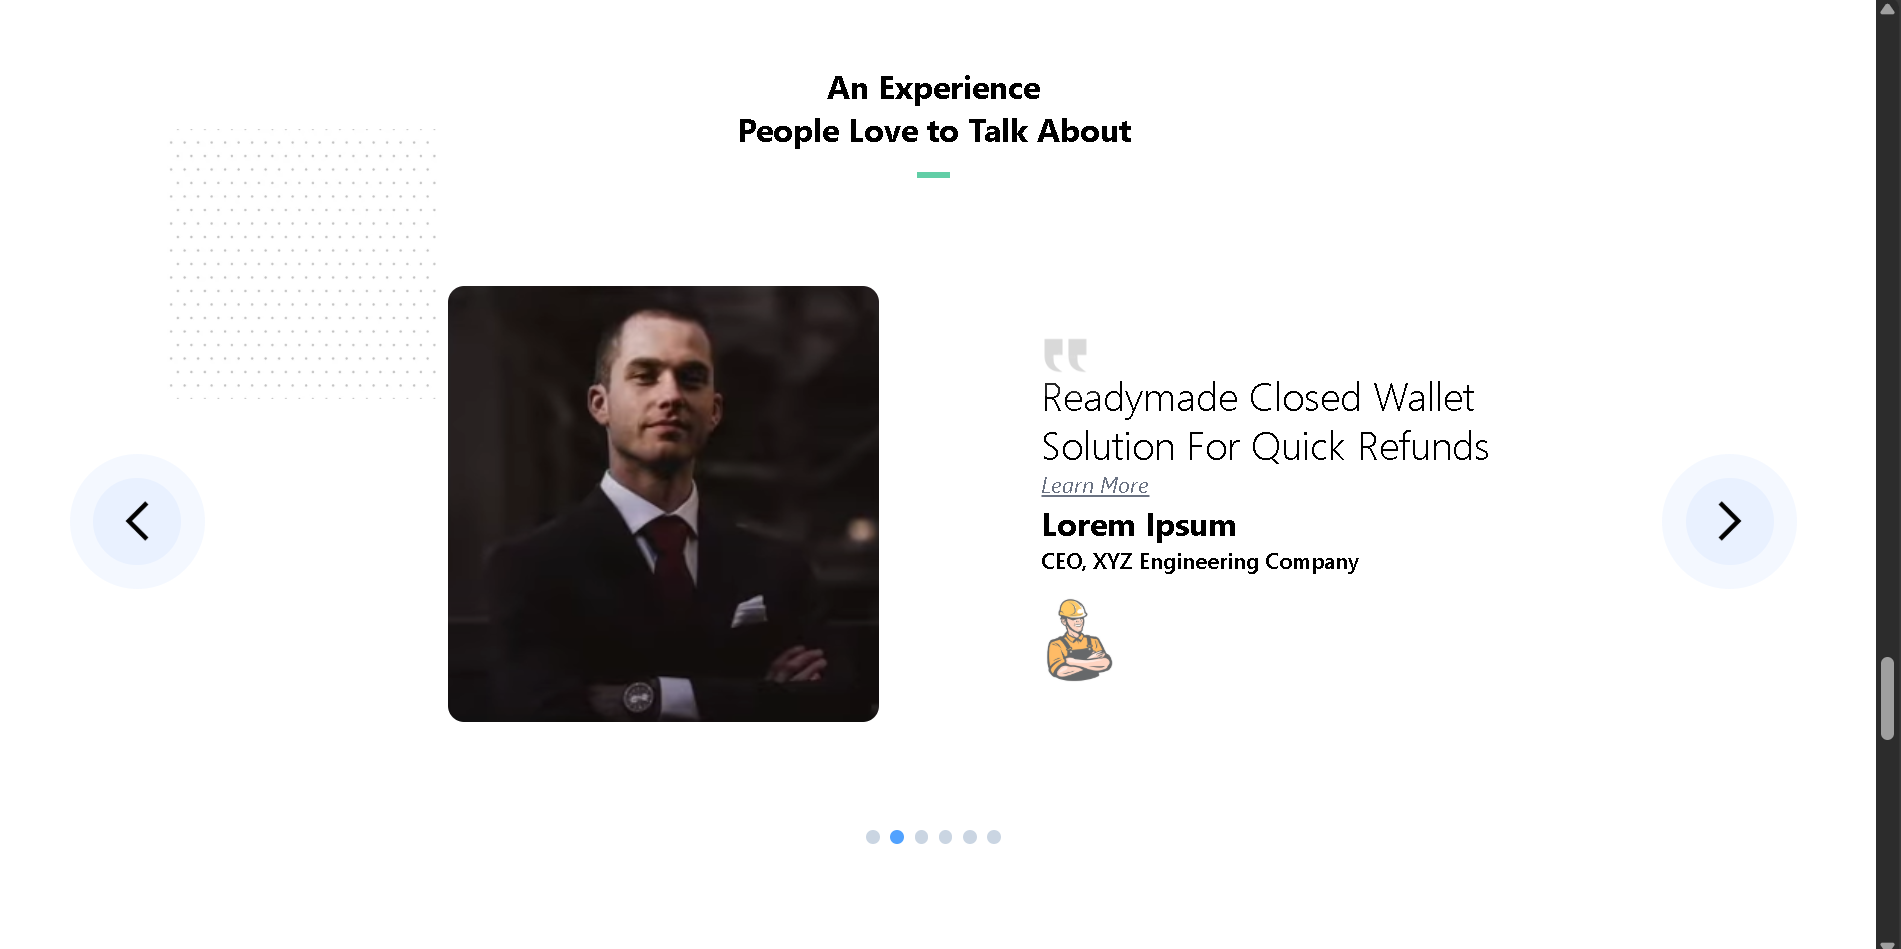 An Experience
People Love to Talk About
Readymade Closed Wallet
Solution For Quick Refunds
Learn More
Lorem Ipsum
CEO, XYZ Engineering Company